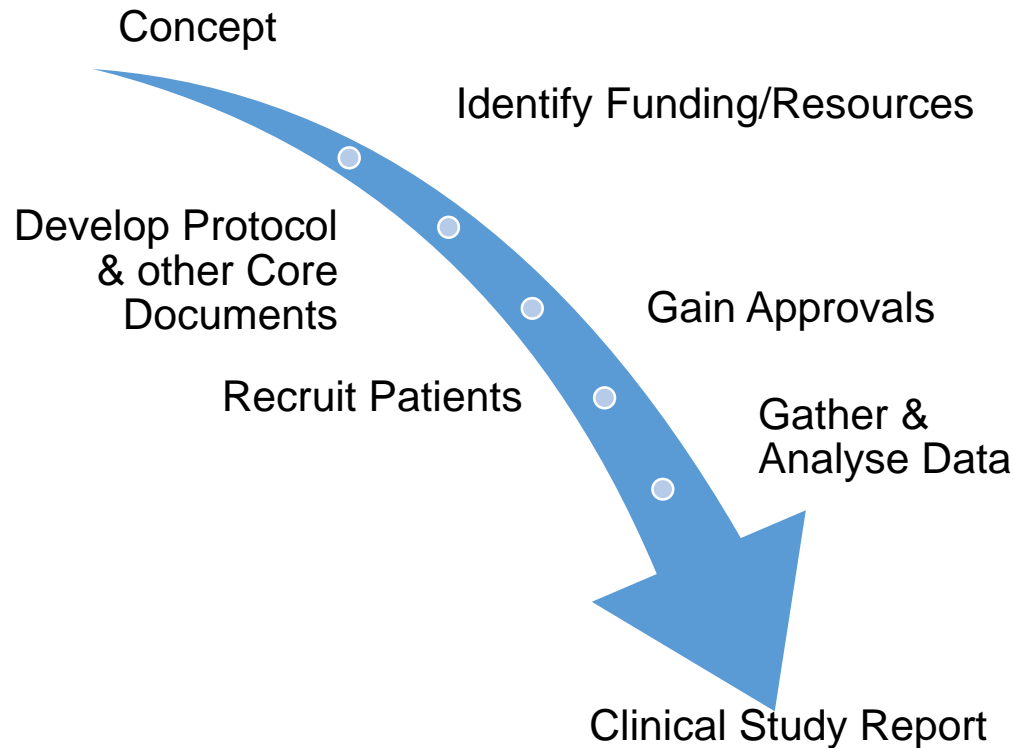 Concept
Identify Funding/Resources
Develop Protocol
& other Core
Documents
Gain Approvals
Recruit Patients
Gather &
Analyse Data
Clinical Study Report